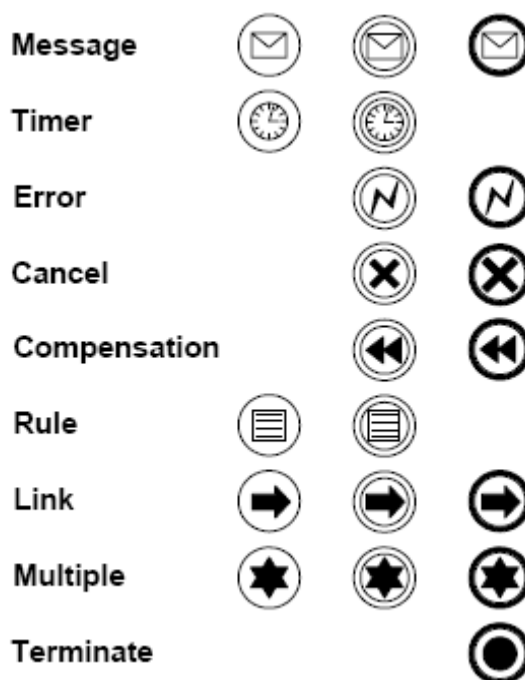 Message
Timer
Error
Cancel
Compensation
Rule
Link
Multiple
Terminate